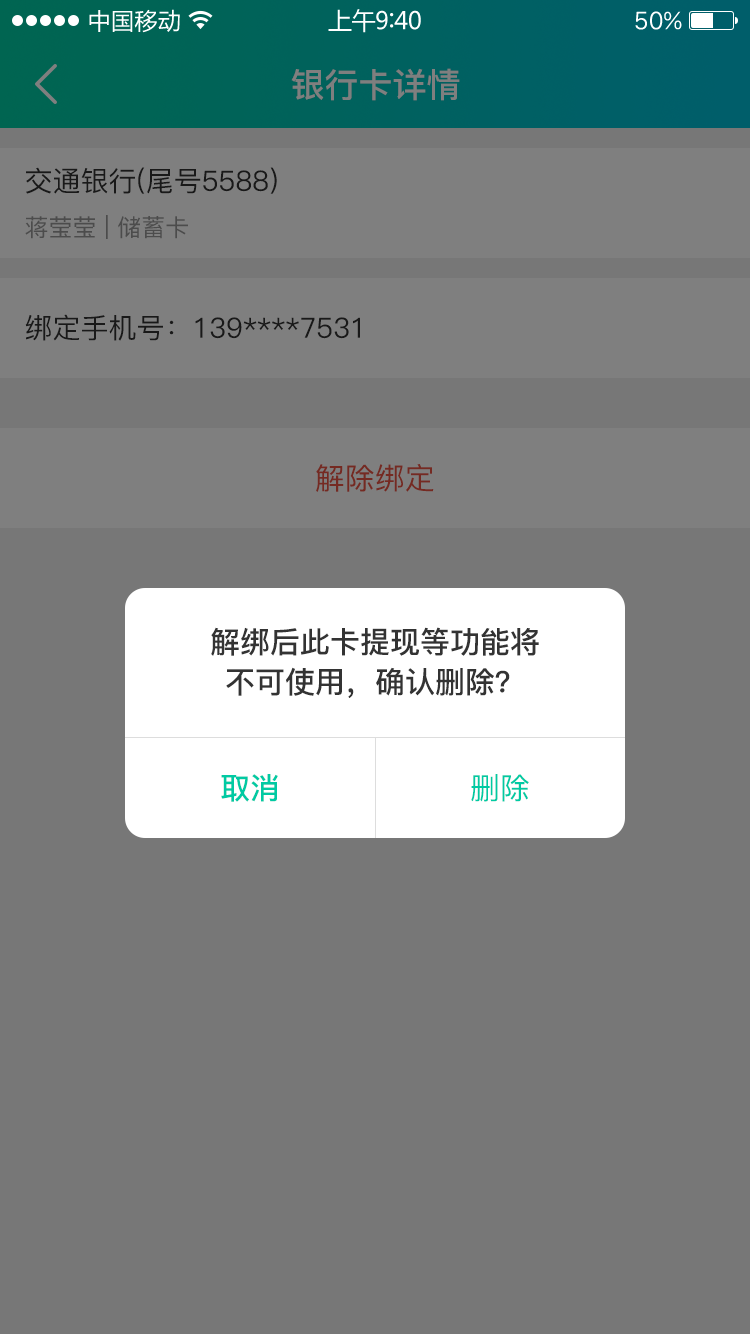 中国移动 上午9:40 50%
银行卡详情
交通银行(尾号5588)
蒋莹莹 | 储蓄卡
绑定手机号：139****7531
解除绑定
解绑后此卡提现等功能将
不可使用，确认删除?
取消 删除